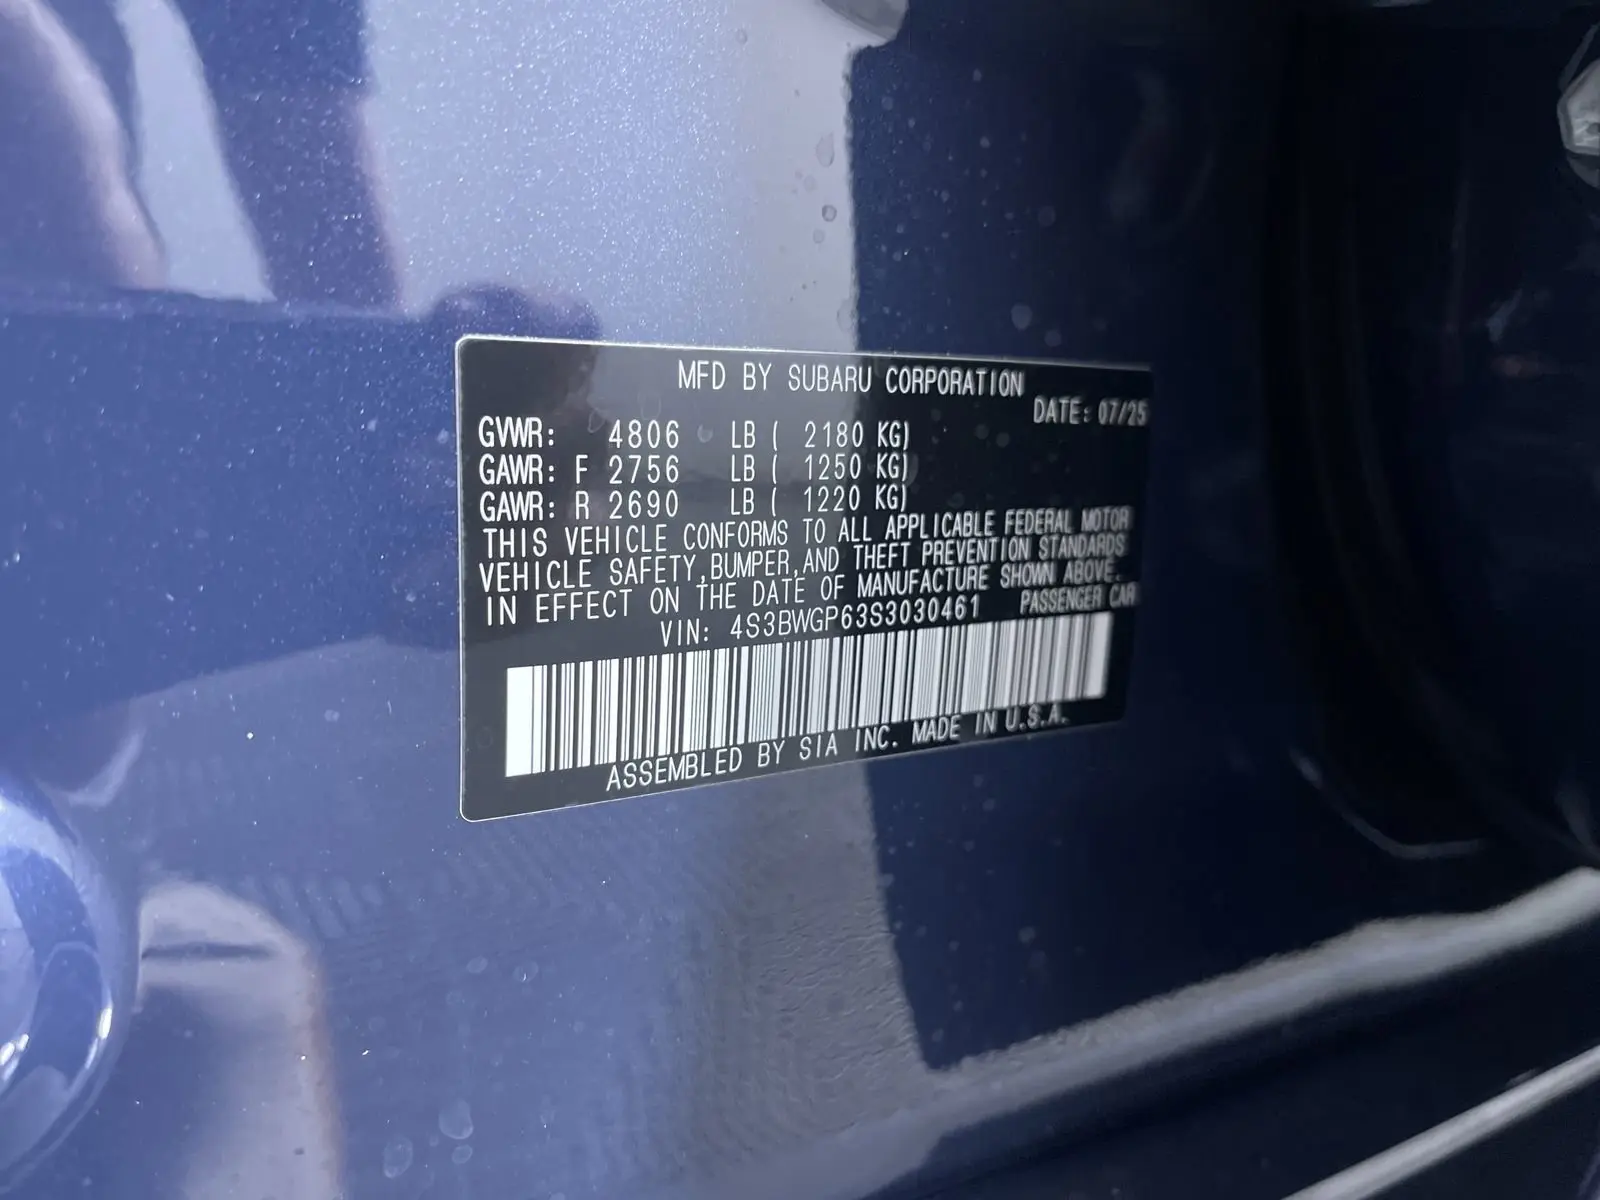 MFD BY SUBARU CORPORATION
DATE: 07/25
GVWR: 4806 LB ( 2180 KG)
GAWR: F 2756 LB ( 1250 KG)
GAWR: R 2690 LB ( 1220 KG)
THIS VEHICLE CONFORMS TO ALL APPLICABLE FEDERAL MOTOR
VEHICLE SAFETY,BUMPER,AND THEFT PREVENTION STANDARDS
IN EFFECT ON THE DATE OF MANUFACTURE SHOWN ABOVE.
VIN: 4S3BWGP63S3030461 PASSENGER CAR
ASSEMBLED BY SIA INC. MADE IN U.S.A.